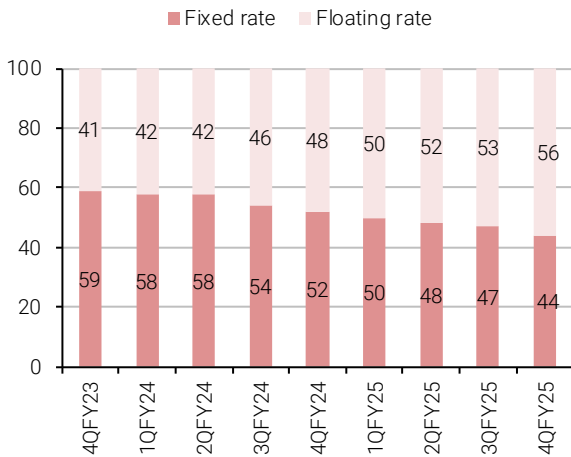 Fixed rate Floating rate
100
80
60
40
20
0
41 42 42 46 48 50 52 53 56
59 58 58 54 52 50 48 47 44
4QFY23 1QFY24 2QFY24 3QFY24 4QFY24 1QFY25 2QFY25 3QFY25 4QFY25